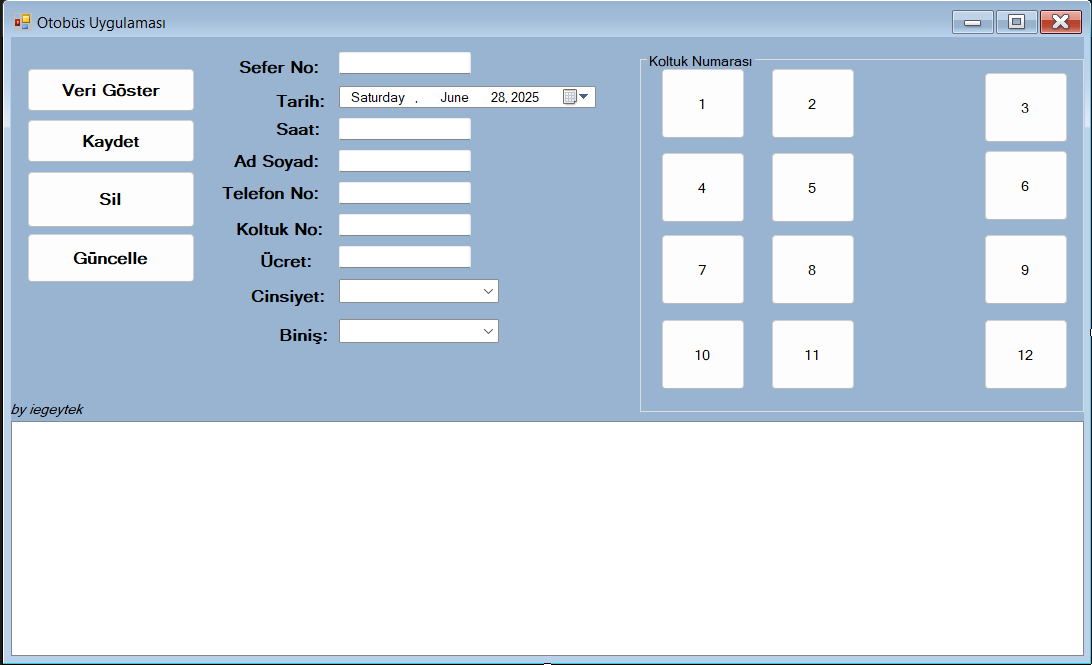 Otobüs Uygulaması
Veri Göster
Kaydet
Sil
Güncelle
Sefer No:
Tarih: Saturday , June 28, 2025
Saat:
Ad Soyad:
Telefon No:
Koltuk No:
Ücret:
Cinsiyet:
Biniş:
Koltuk Numarası
1 2 3
4 5 6
7 8 9
10 11 12
by iegeytek